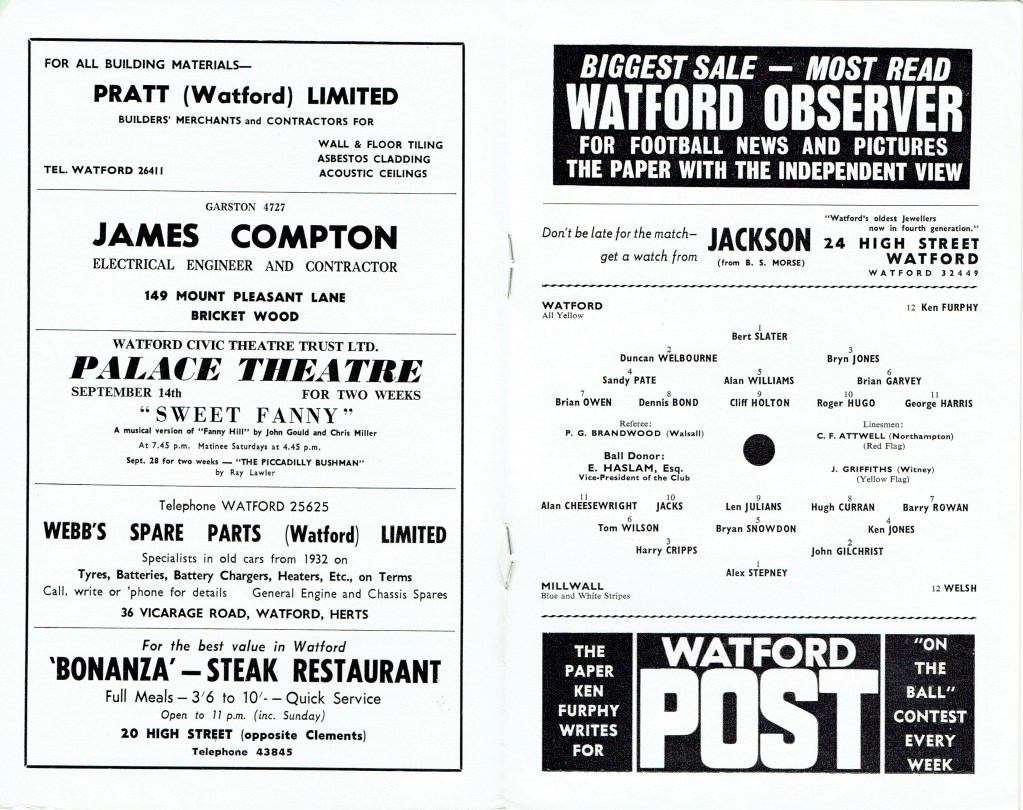 FOR ALL BUILDING MATERIALS—
PRATT (Watford) LIMITED
BUILDERS' MERCHANTS and CONTRACTORS FOR
WALL & FLOOR TILING
ASBESTOS CLADDING
TEL. WATFORD 26411 ACOUSTIC CEILINGS
GARSTON 4727
JAMES COMPTON
ELECTRICAL ENGINEER AND CONTRACTOR
149 MOUNT PLEASANT LANE
BRICKET WOOD
WATFORD CIVIC THEATRE TRUST LTD.
PALACE THEATRE
SEPTEMBER 14th FOR TWO WEEKS
"SWEET FANNY"
A musical version of "Fanny Hill" by John Gould and Chris Miller
At 7.45 p.m. Matinee Saturdays at 4.45 p.m.
Sept. 28 for two weeks — "THE PICCADILLY BUSHMAN"
by Ray Lawler
Telephone WATFORD 25625
WEBB'S SPARE PARTS (Watford) LIMITED
Specialists in old cars from 1932 on
Tyres, Batteries, Battery Chargers, Heaters, Etc., on Terms
Call, write or 'phone for details General Engine and Chassis Spares
36 VICARAGE ROAD, WATFORD, HERTS
For the best value in Watford
'BONANZA' — STEAK RESTAURANT
Full Meals — 3'6 to 10'- — Quick Service
Open to 11 p.m. (inc. Sunday)
20 HIGH STREET (opposite Clements)
Telephone 43845
BIGGEST SALE — MOST READ
WATFORD OBSERVER
FOR FOOTBALL NEWS AND PICTURES
THE PAPER WITH THE INDEPENDENT VIEW
Don't be late for the match—
get a watch from
JACKSON
(from B. S. MORSE)
"Watford's oldest Jewellers
now in fourth generation."
24 HIGH STREET
WATFORD
WATFORD 32449
WATFORD 12 Ken FURPHY
All Yellow
1
Bert SLATER
2 3
Duncan WELBOURNE Bryn JONES
4 5 6
Sandy PATE Alan WILLIAMS Brian GARVEY
7 8 9 10 11
Brian OWEN Dennis BOND Cliff HOLTON Roger HUGO George HARRIS
Referee:
P. G. BRANDWOOD (Walsall)
Linesmen:
C. F. ATTWELL (Northampton)
(Red Flag)
Ball Donor:
E. HASLAM, Esq.
Vice-President of the Club
J. GRIFFITHS (Witney)
(Yellow Flag)
11 10 9 8 7
Alan CHEESEWRIGHT JACKS Len JULIANS Hugh CURRAN Barry ROWAN
6 5 4
Tom WILSON Bryan SNOWDON Ken JONES
3 2
Harry CRIPPS John GILCHRIST
1
Alex STEPNEY
MILLWALL 12 WELSH
Blue and White Stripes
THE
PAPER
KEN
FURPHY
WRITES
FOR
WATFORD
POST
"ON
THE
BALL"
CONTEST
EVERY
WEEK